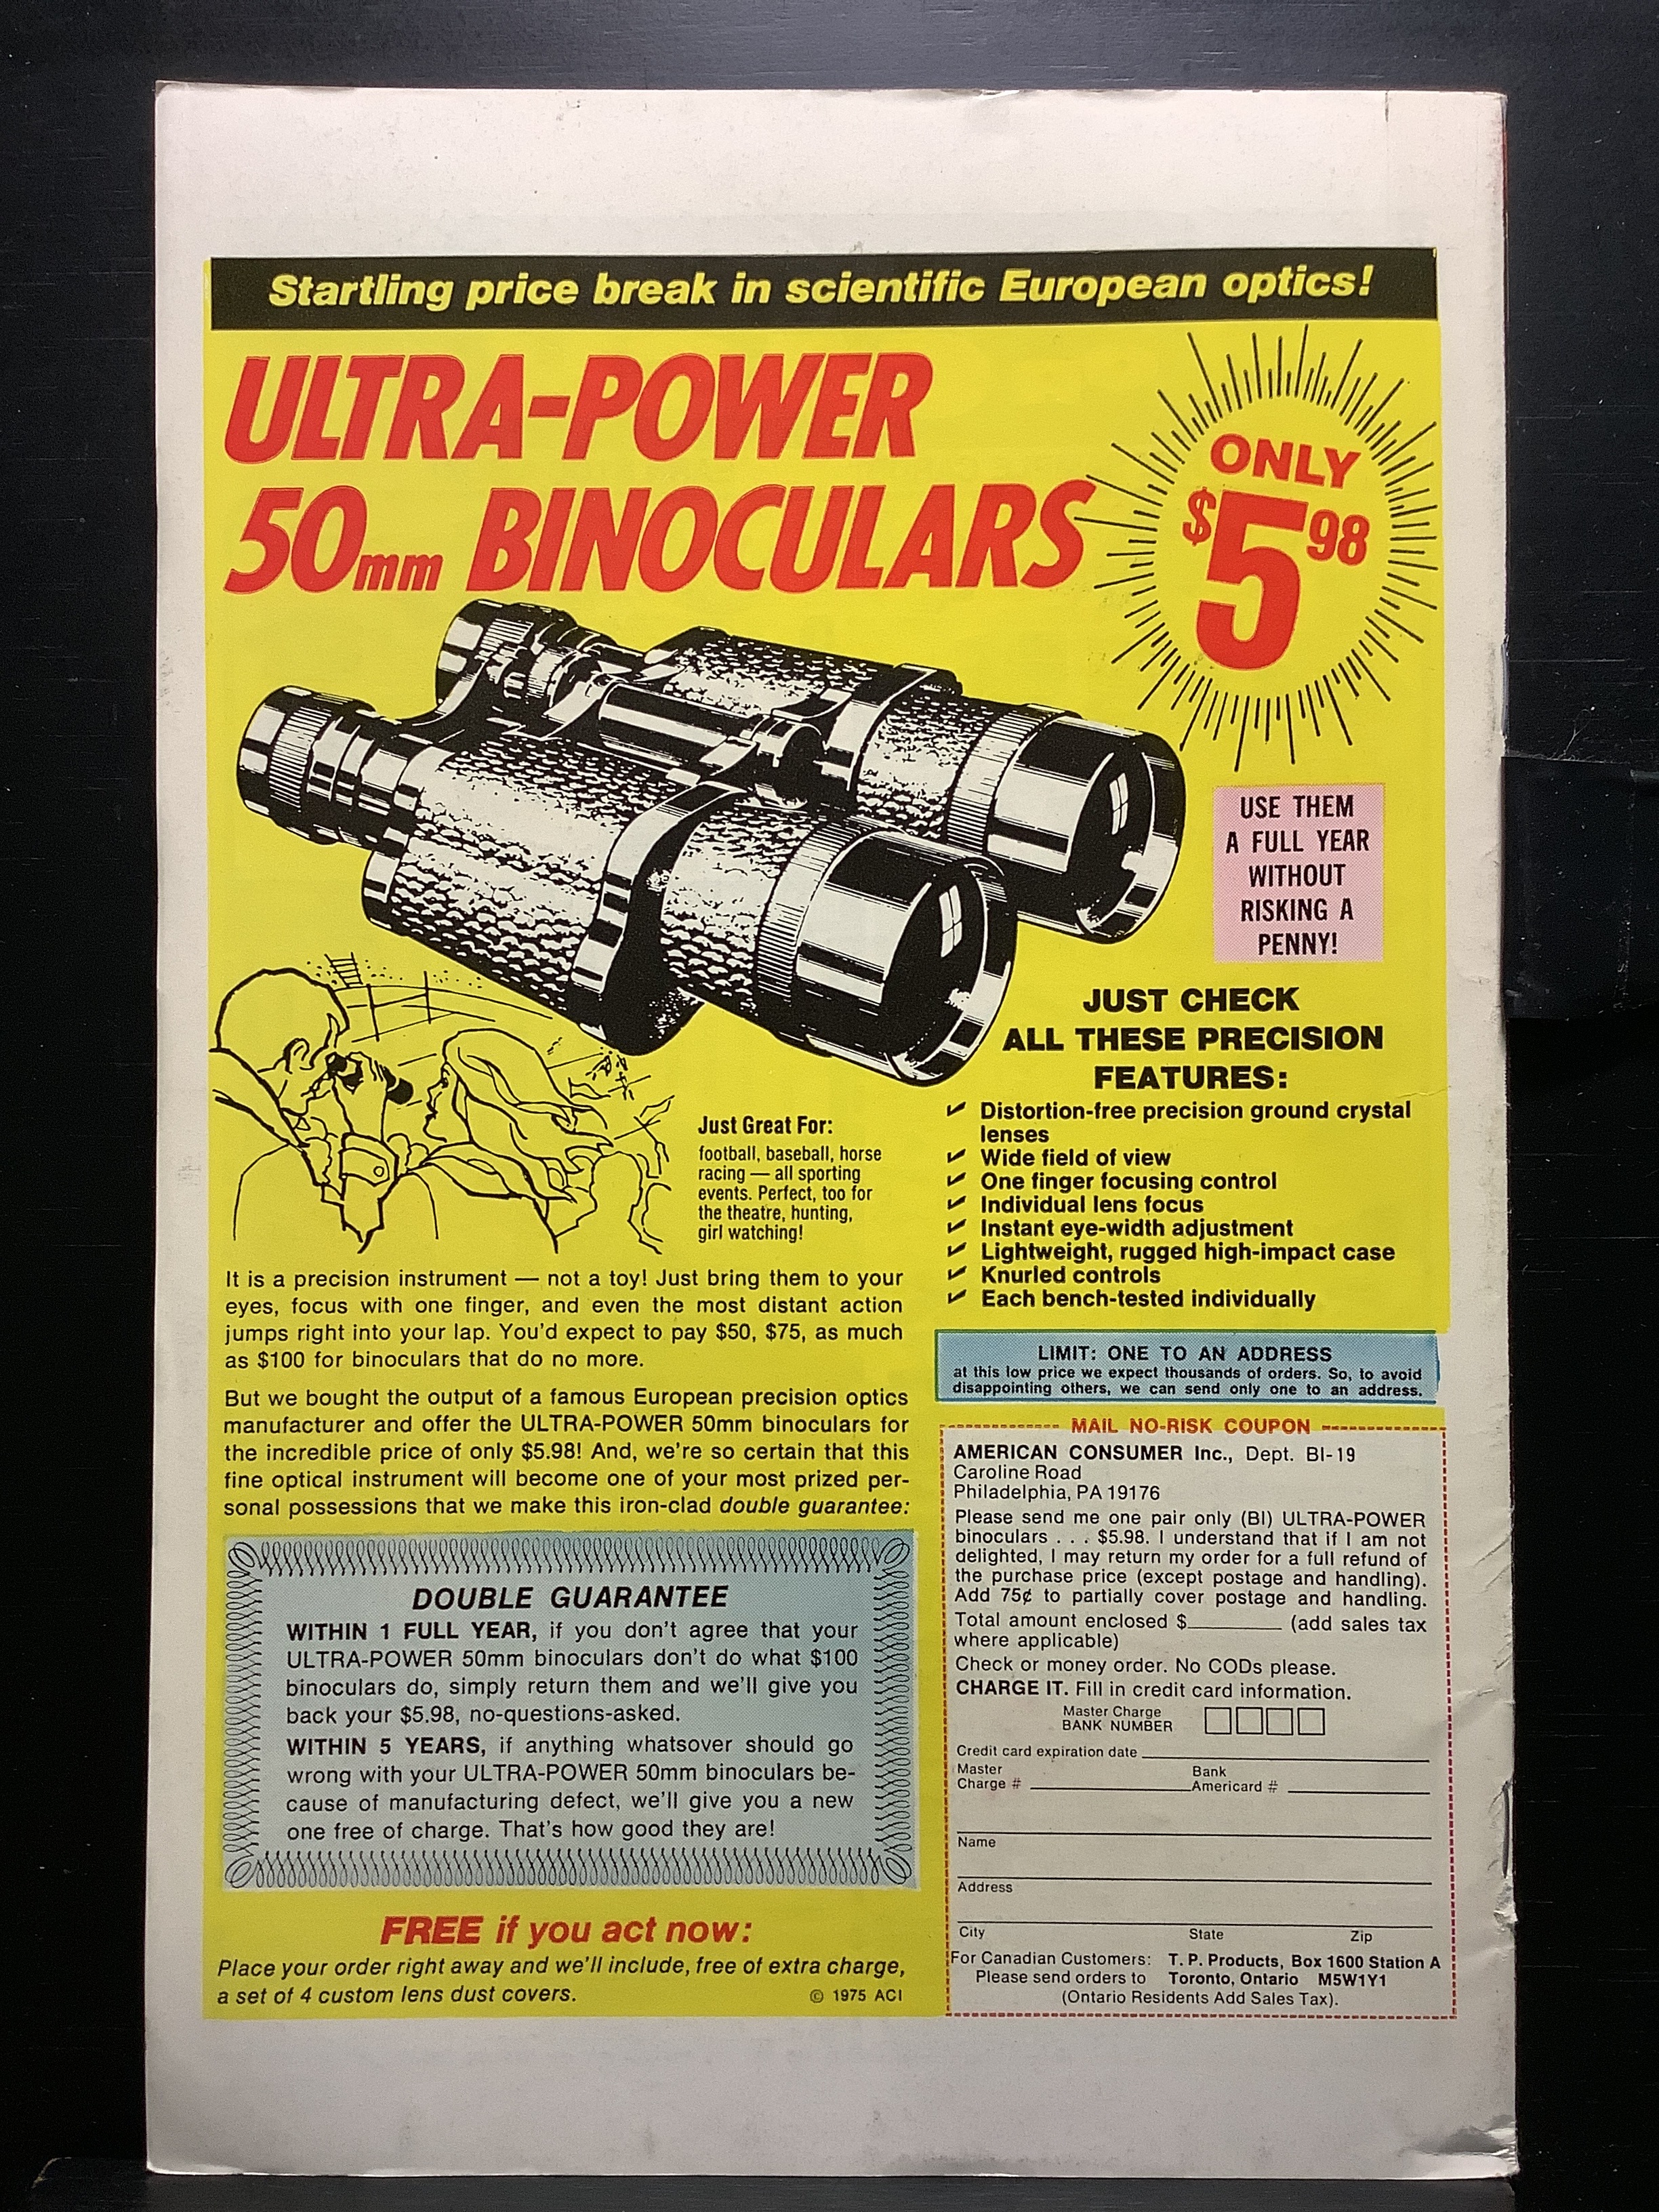 Startling price break in scientific European optics!
ULTRA-POWER
50mm BINOCULARS
ONLY
$5 98
USE THEM
A FULL YEAR
WITHOUT
RISKING A
PENNY!
JUST CHECK
ALL THESE PRECISION
FEATURES:
Distortion-free precision ground crystal
lenses
Wide field of view
One finger focusing control
Individual lens focus
Instant eye-width adjustment
Lightweight, rugged high-impact case
Knurled controls
Each bench-tested individually
Just Great For:
football, baseball, horse
racing — all sporting
events. Perfect, too for
the theatre, hunting,
girl watching!
It is a precision instrument — not a toy! Just bring them to your
eyes, focus with one finger, and even the most distant action
jumps right into your lap. You'd expect to pay $50, $75, as much
as $100 for binoculars that do no more.
But we bought the output of a famous European precision optics
manufacturer and offer the ULTRA-POWER 50mm binoculars for
the incredible price of only $5.98! And, we're so certain that this
fine optical instrument will become one of your most prized per-
sonal possessions that we make this iron-clad double guarantee:
DOUBLE GUARANTEE
WITHIN 1 FULL YEAR, if you don't agree that your
ULTRA-POWER 50mm binoculars don't do what $100
binoculars do, simply return them and we'll give you
back your $5.98, no-questions-asked.
WITHIN 5 YEARS, if anything whatsover should go
wrong with your ULTRA-POWER 50mm binoculars be-
cause of manufacturing defect, we'll give you a new
one free of charge. That's how good they are!
FREE if you act now:
Place your order right away and we'll include, free of extra charge,
a set of 4 custom lens dust covers.
© 1975 ACI
LIMIT: ONE TO AN ADDRESS
at this low price we expect thousands of orders. So, to avoid
disappointing others, we can send only one to an address.
MAIL NO-RISK COUPON
AMERICAN CONSUMER Inc., Dept. BI-19
Caroline Road
Philadelphia, PA 19176
Please send me one pair only (BI) ULTRA-POWER
binoculars . . . $5.98. I understand that if I am not
delighted, I may return my order for a full refund of
the purchase price (except postage and handling).
Add 75¢ to partially cover postage and handling.
Total amount enclosed $________ (add sales tax
where applicable)
Check or money order. No CODs please.
CHARGE IT. Fill in credit card information.
Master Charge
BANK NUMBER
Credit card expiration date
Master
Charge #
Bank
Americard #
Name
Address
City State Zip
For Canadian Customers: T. P. Products, Box 1600 Station A
Please send orders to Toronto, Ontario M5W1Y1
(Ontario Residents Add Sales Tax).